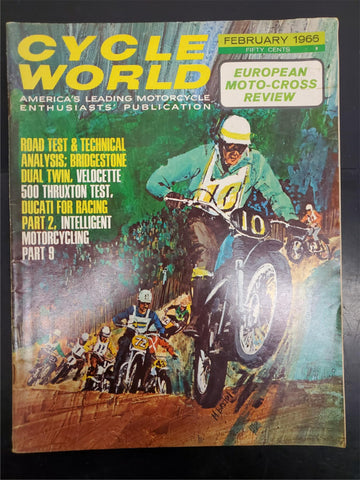 CYCLE
WORLD
FEBRUARY 1966
FIFTY CENTS
EUROPEAN
MOTO-CROSS
REVIEW
AMERICA'S LEADING MOTORCYCLE
ENTHUSIASTS' PUBLICATION
ROAD TEST & TECHNICAL
ANALYSIS: BRIDGESTONE
DUAL TWIN, VELOCETTE
500 THRUXTON TEST,
DUCATI FOR RACING
PART 2, INTELLIGENT
MOTORCYCLING
PART 9
10
10